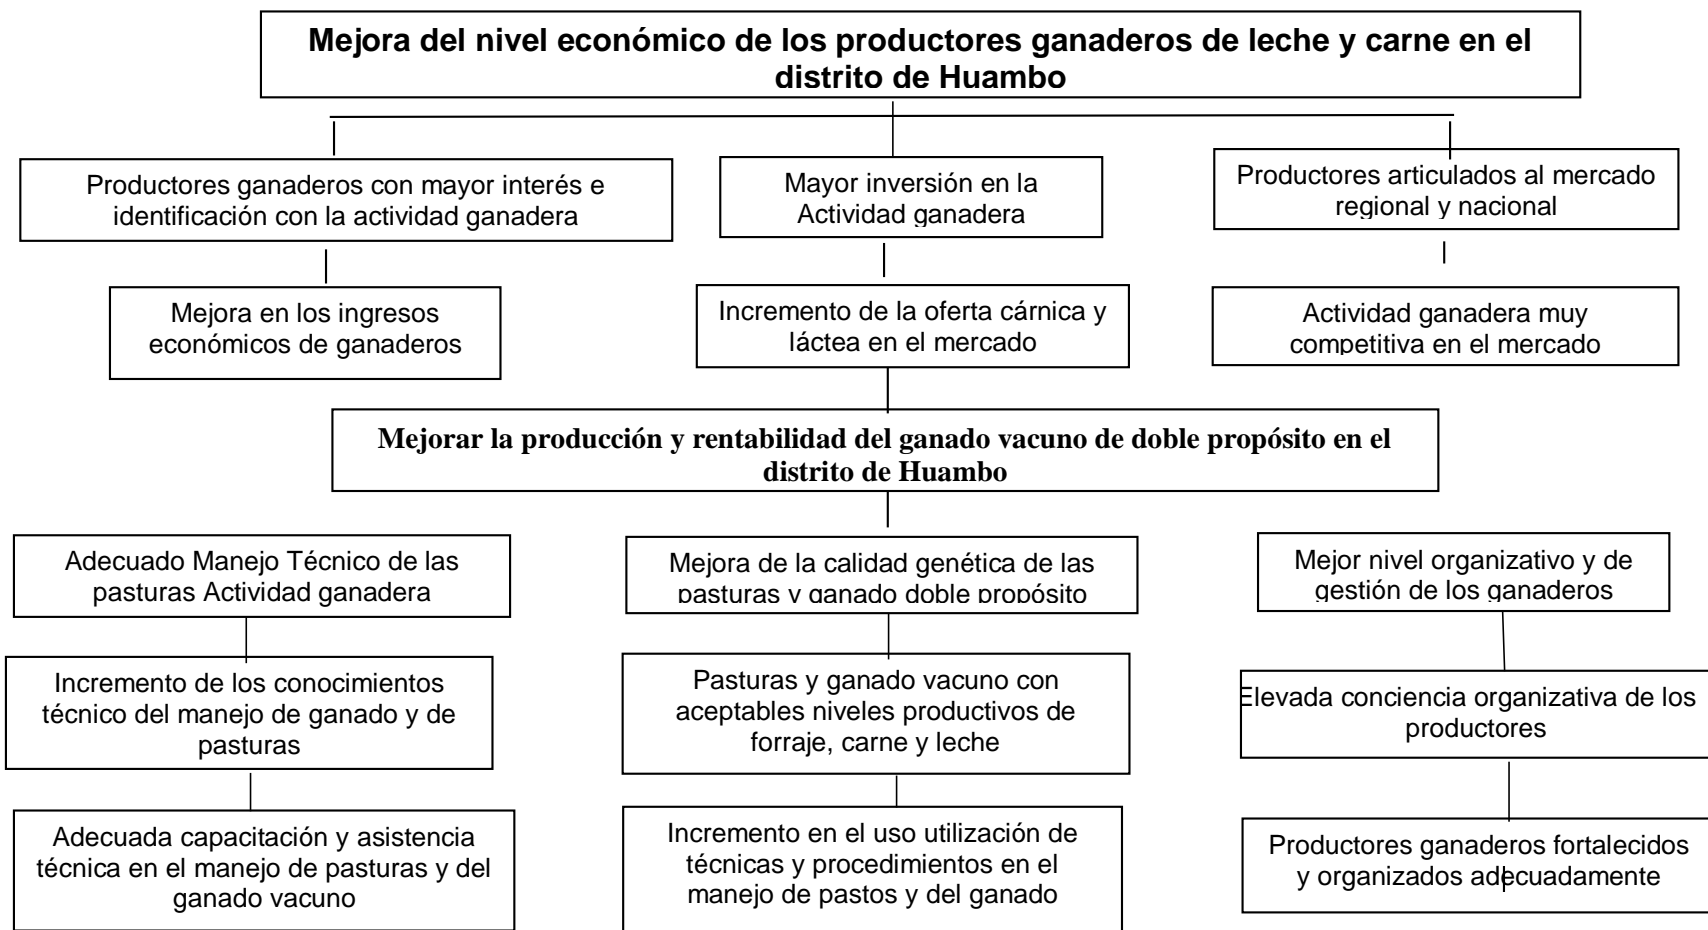 Mejora del nivel económico de los productores ganaderos de leche y carne en el
distrito de Huambo
Productores ganaderos con mayor interés e
identificación con la actividad ganadera
Mayor inversión en la
Actividad ganadera
Productores articulados al mercado
regional y nacional
Mejora en los ingresos
económicos de ganaderos
Incremento de la oferta cárnica y
láctea en el mercado
Actividad ganadera muy
competitiva en el mercado
Mejorar la producción y rentabilidad del ganado vacuno de doble propósito en el
distrito de Huambo
Adecuado Manejo Técnico de las
pasturas Actividad ganadera
Mejora de la calidad genética de las
pasturas y ganado doble propósito
Mejor nivel organizativo y de
gestión de los ganaderos
Incremento de los conocimientos
técnico del manejo de ganado y de
pasturas
Pasturas y ganado vacuno con
aceptables niveles productivos de
forraje, carne y leche
Elevada conciencia organizativa de los
productores
Adecuada capacitación y asistencia
técnica en el manejo de pasturas y del
ganado vacuno
Incremento en el uso utilización de
técnicas y procedimientos en el
manejo de pastos y del ganado
Productores ganaderos fortalecidos
y organizados adecuadamente